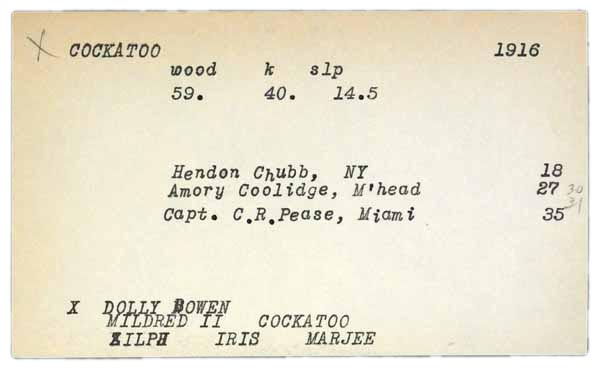 X COCKATOO 1916
wood k slp
59. 40. 14.5
Hendon Chubb, NY 18
Amory Coolidge, M'head 27 30
31
Capt. C.R.Pease, Miami 35
X DOLLY BOWEN
MILDRED II COCKATOO
ZILPH IRIS MARJEE